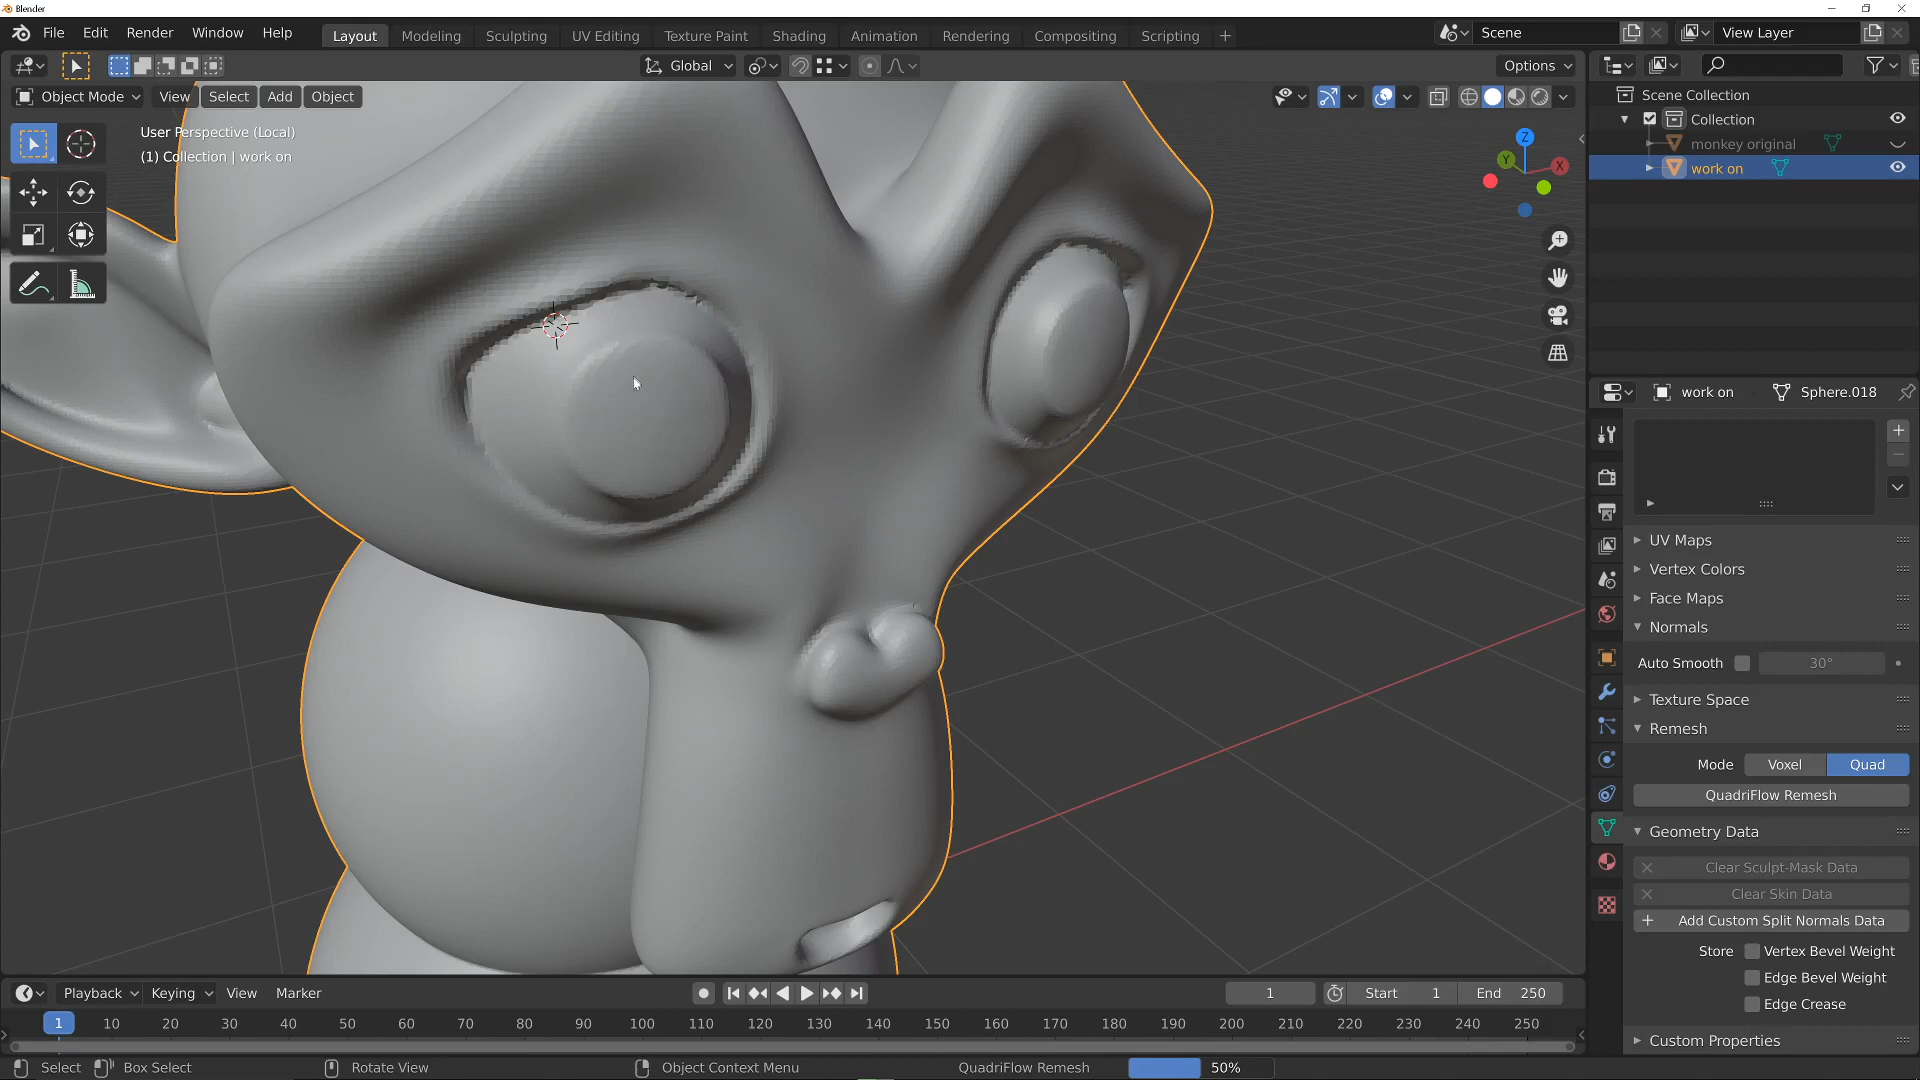 Blender
File Edit Render Window Help Layout Modeling Sculpting UV Editing Texture Paint Shading Animation Rendering Compositing Scripting + Scene View Layer
Global Options
Object Mode View Select Add Object
User Perspective (Local)
(1) Collection | work on
Z
Y
X
Scene Collection
Collection
monkey original
work on
work on Sphere.018
UV Maps
Vertex Colors
Face Maps
Normals
Auto Smooth 30°
Texture Space
Remesh
Mode Voxel Quad
QuadriFlow Remesh
Geometry Data
Clear Sculpt-Mask Data
Clear Skin Data
Add Custom Split Normals Data
Store Vertex Bevel Weight
Edge Bevel Weight
Edge Crease
Custom Properties
Playback Keying View Marker 1 Start 1 End 250
1 10 20 30 40 50 60 70 80 90 100 110 120 130 140 150 160 170 180 190 200 210 220 230 240 250
Select Box Select Rotate View Object Context Menu QuadriFlow Remesh 50%